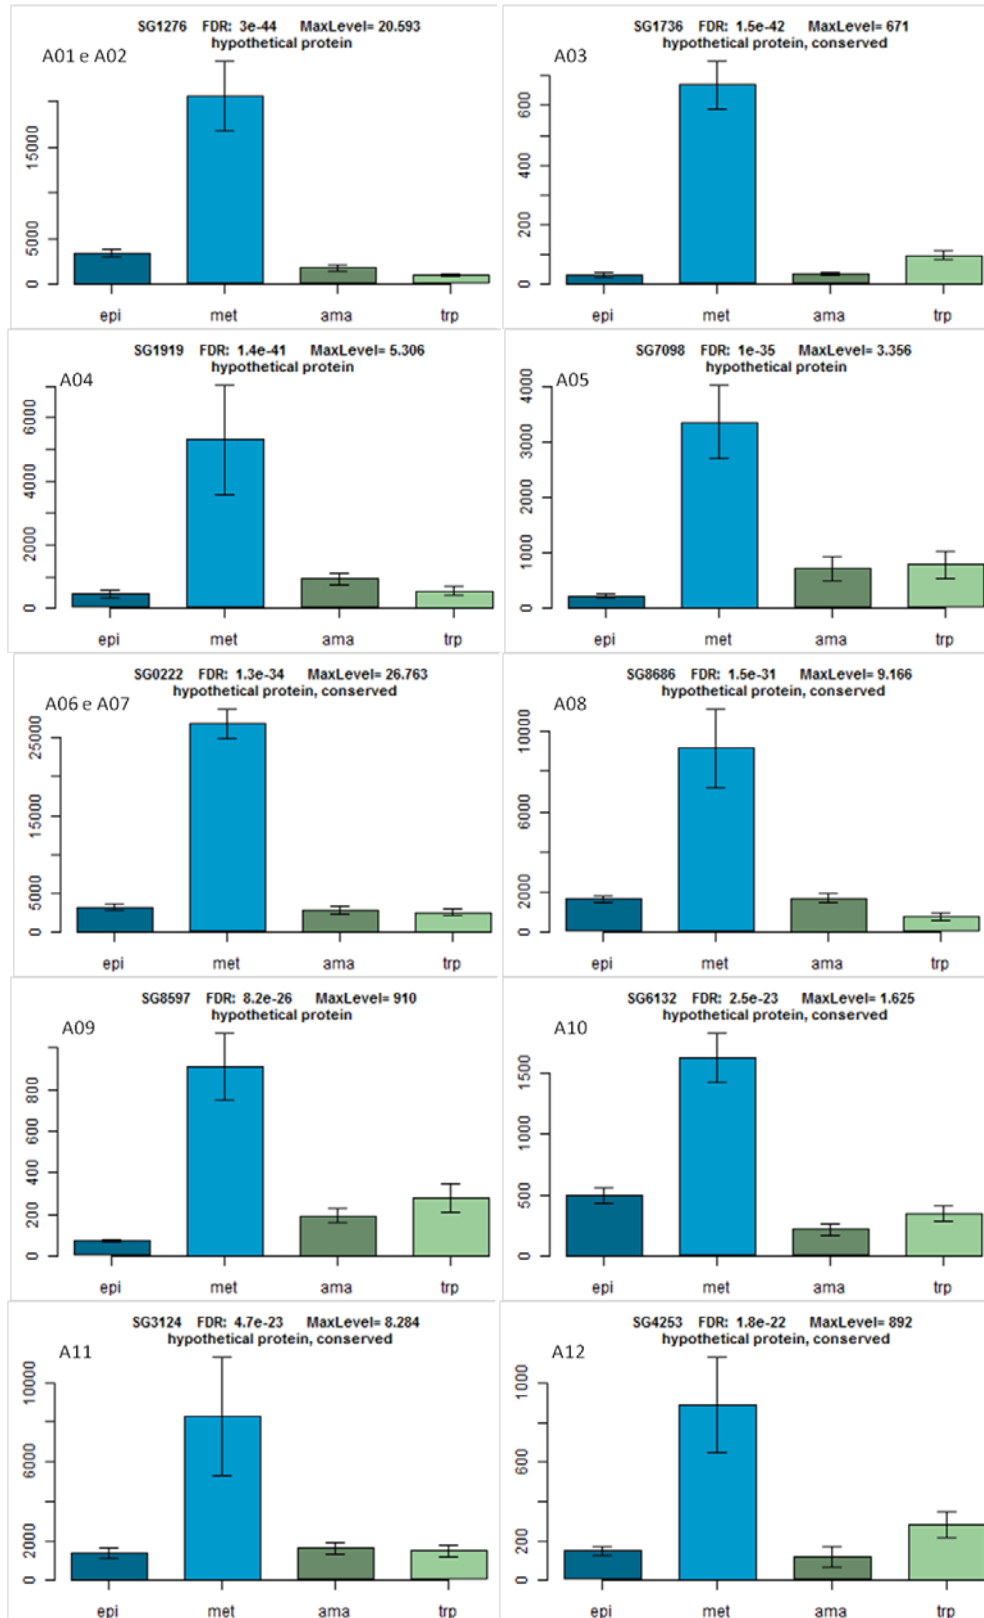 SG1276 FDR: 3e-44 MaxLevel= 20.593
hypothetical protein
A01 e A02
15000
5000
0
epi met ama trp
SG1736 FDR: 1.5e-42 MaxLevel= 671
hypothetical protein, conserved
A03
600
400
200
0
epi met ama trp
SG1919 FDR: 1.4e-41 MaxLevel= 5.306
hypothetical protein
A04
6000
4000
2000
0
epi met ama trp
SG7098 FDR: 1e-35 MaxLevel= 3.356
hypothetical protein
A05
4000
3000
2000
1000
0
epi met ama trp
SG0222 FDR: 1.3e-34 MaxLevel= 26.763
hypothetical protein, conserved
A06 e A07
25000
15000
5000
0
epi met ama trp
SG8686 FDR: 1.5e-31 MaxLevel= 9.166
hypothetical protein, conserved
A08
10000
6000
2000
0
epi met ama trp
SG8597 FDR: 8.2e-26 MaxLevel= 910
hypothetical protein
A09
800
600
400
200
0
epi met ama trp
SG6132 FDR: 2.5e-23 MaxLevel= 1.625
hypothetical protein, conserved
A10
1500
1000
500
0
epi met ama trp
SG3124 FDR: 4.7e-23 MaxLevel= 8.284
hypothetical protein, conserved
A11
10000
6000
2000
0
epi met ama trp
SG4253 FDR: 1.8e-22 MaxLevel= 892
hypothetical protein, conserved
A12
1000
600
200
0
epi met ama trp